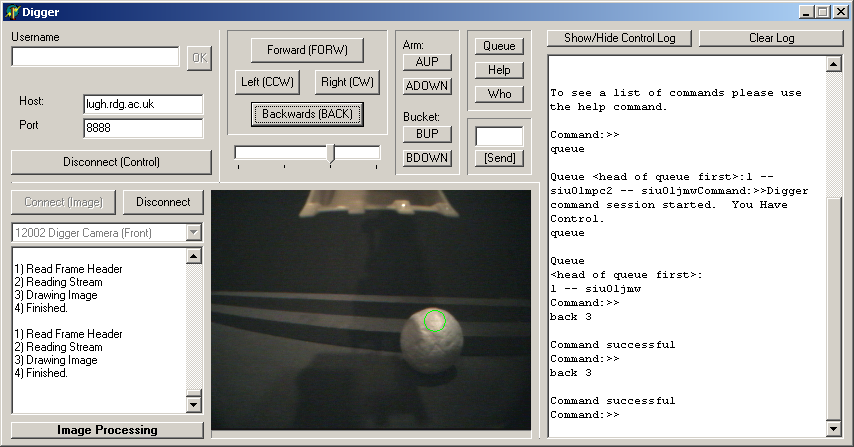 Digger
Username
OK
Host:
lugh.rdg.ac.uk
Port
8888
Disconnect (Control)
Forward (FORW)
Left (CCW)
Right (CW)
Backwards (BACK)
Arm:
AUP
ADOWN
Bucket:
BUP
BDOWN
Queue
Help
Who
[Send]
Connect (Image)
Disconnect
12002 Digger Camera (Front)
1) Read Frame Header
2) Reading Stream
3) Drawing Image
4) Finished.
1) Read Frame Header
2) Reading Stream
3) Drawing Image
4) Finished.
Image Processing
Show/Hide Control Log
Clear Log
To see a list of commands please use
the help command.
Command:>>
queue
Queue <head of queue first>:1 --
siu01mpc2 -- siu01jmwCommand:>>Digger
command session started.  You Have
Control.
queue
Queue
<head of queue first>:
1 -- siu01jmw
Command:>>
back 3
Command successful
Command:>>
back 3
Command successful
Command:>>